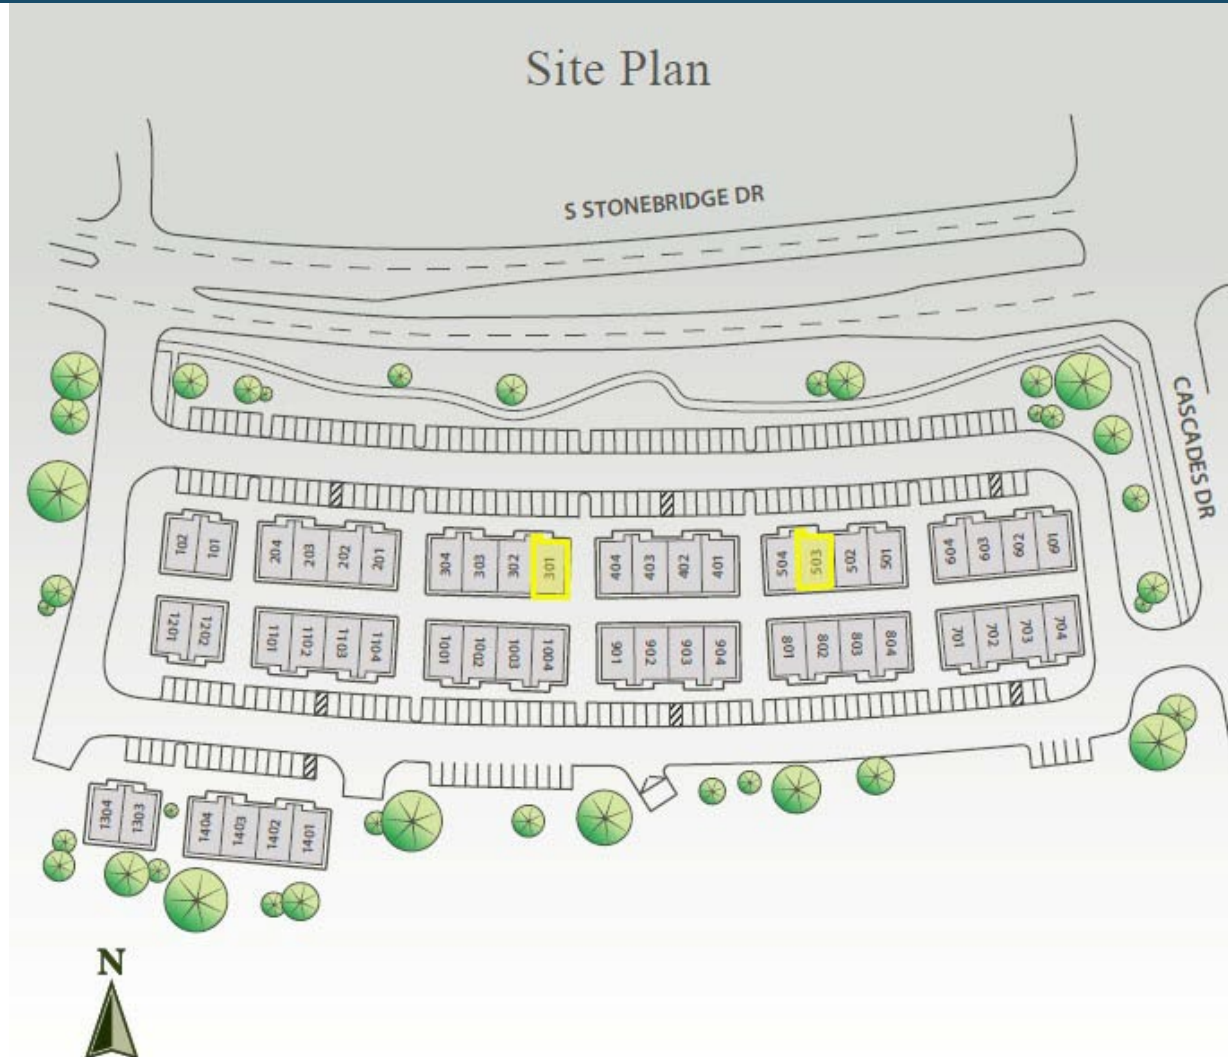 Site Plan
S STONEBRIDGE DR
CASCADES DR
102 101
204 203 202 201
304 303 302 301
404 403 402 401
504 503 502 501
604 603 602 601
1201 1202
1101 1102 1103 1104
1001 1002 1003 1004
901 902 903 904
801 802 803 804
701 702 703 704
1304 1303
1404 1403 1402 1401
N